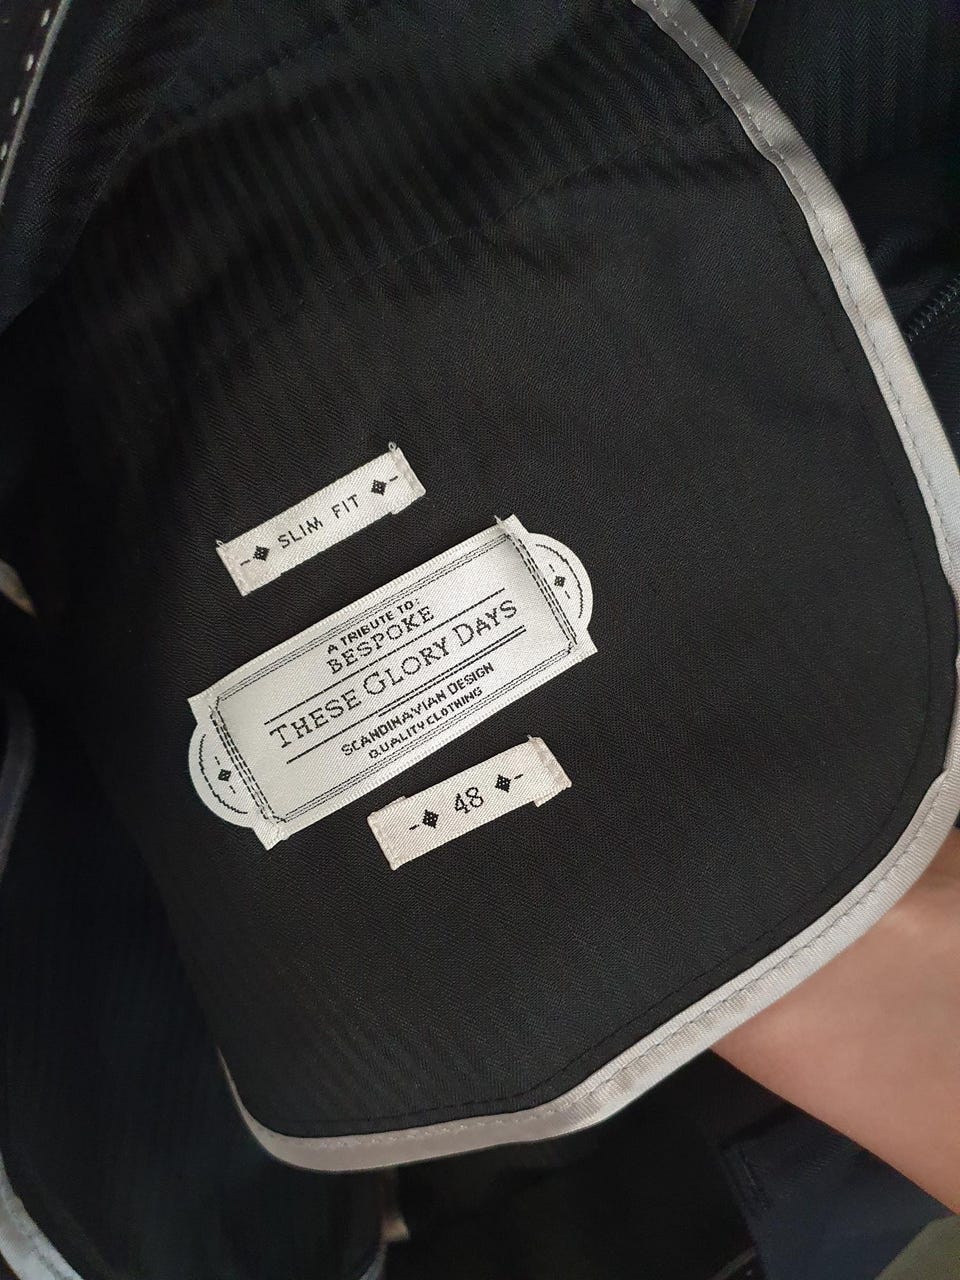 SLIM FIT
A TRIBUTE TO:
BESPOKE
THESE GLORY DAYS
SCANDINAVIAN DESIGN
QUALITY CLOTHING
48